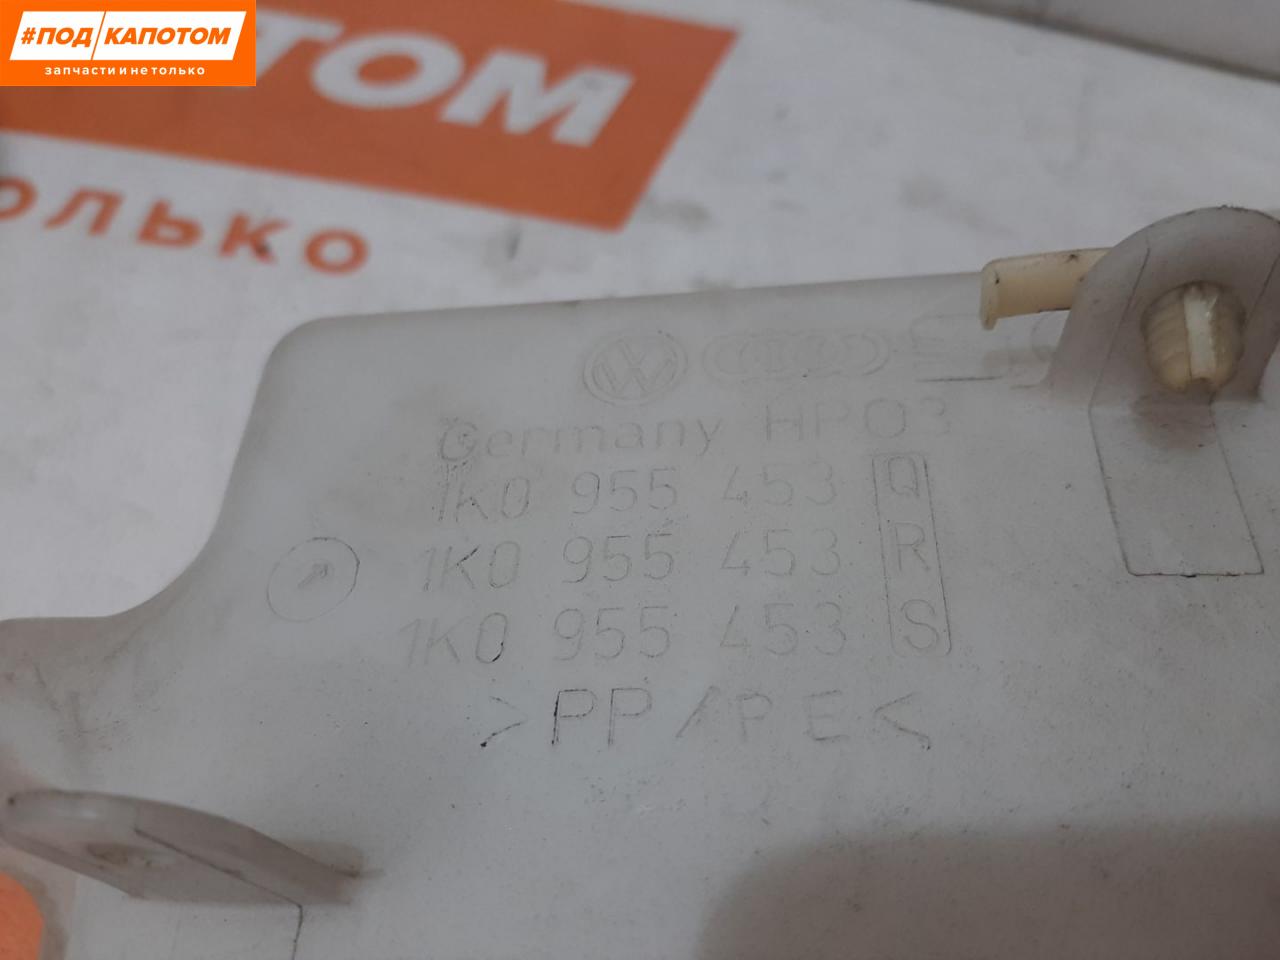 #ПОД/КАПОТОМ
запчасти и не только
ТОМ
ОЛЬКО
Germany HPO3
1K0 955 453 Q
1K0 955 453 R
1K0 955 453 S
>PP/PE<